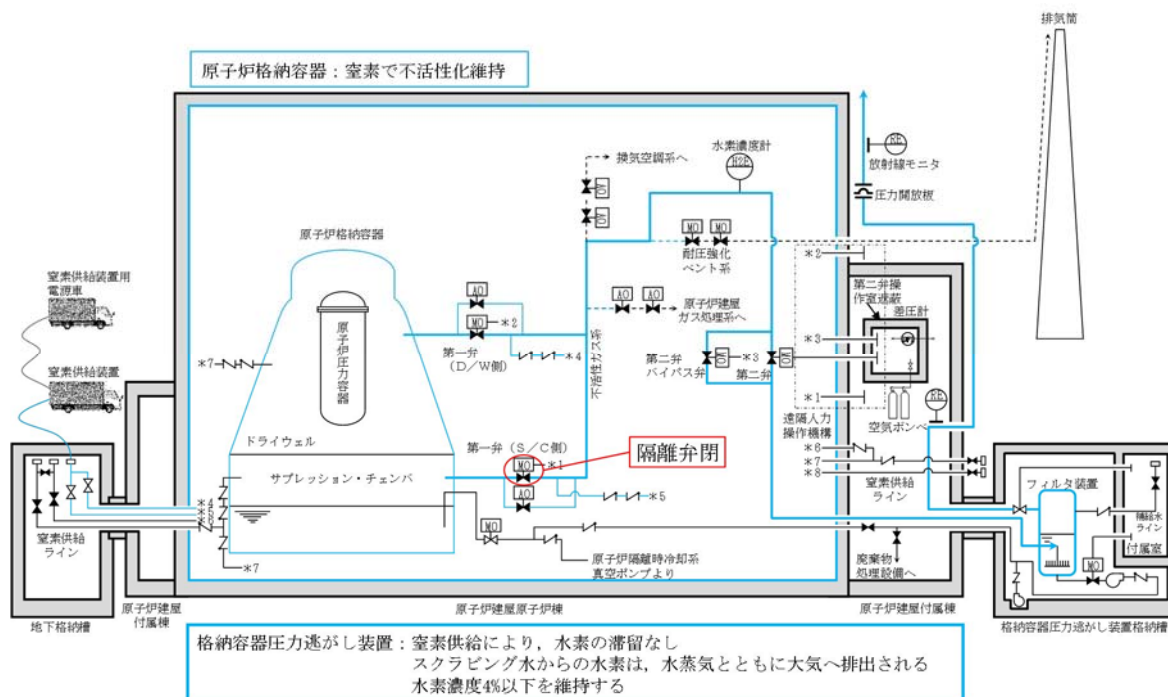 排気筒
原子炉格納容器：窒素で不活性化維持
換気空調系へ
水素濃度計
H2E
RE
放射線モニタ
圧力開放板
AO
AO
MO
MO
耐圧強化
ベント系
原子炉格納容器
原子炉圧力容器
窒素供給装置用
電源車
窒素供給装置
AO
MO
*2
第一弁
（D／W側）
*4
*7
AO
AO
原子炉建屋
ガス処理系へ
不活性ガス系
*2
第二弁操
作室遮蔽
差圧計
*3
第二弁
バイパス弁
MO
*3
第二弁
MO
*1
遠隔人力
操作機構
空気ボンベ
RE
ドライウェル
サプレッション・チェンバ
第一弁（S／C側）
MO
*1
AO
隔離弁閉
*5
*6
*7
*8
窒素供給
ライン
フィルタ装置
補給水
ライン
付属室
MO
窒素供給
ライン
*7
MO
原子炉隔離時冷却系
真空ポンプより
廃棄物
処理設備へ
地下格納槽
原子炉建屋
付属棟
原子炉建屋原子炉棟
原子炉建屋付属棟
格納容器圧力逃がし装置格納槽
格納容器圧力逃がし装置：窒素供給により，水素の滞留なし
スクラビング水からの水素は，水蒸気とともに大気へ排出される
水素濃度4%以下を維持する